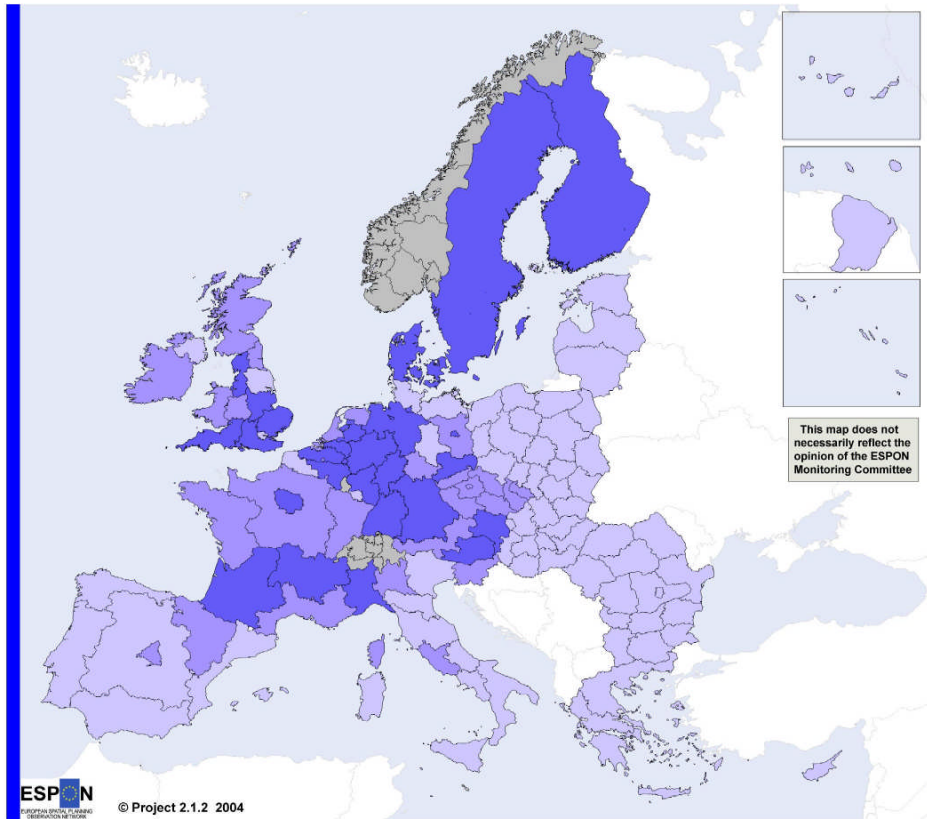 This map does not
necessarily reflect the
opinion of the ESPON
Monitoring Committee
ESPON
EUROPEAN SPATIAL PLANNING
OBSERVATION NETWORK
© Project 2.1.2 2004